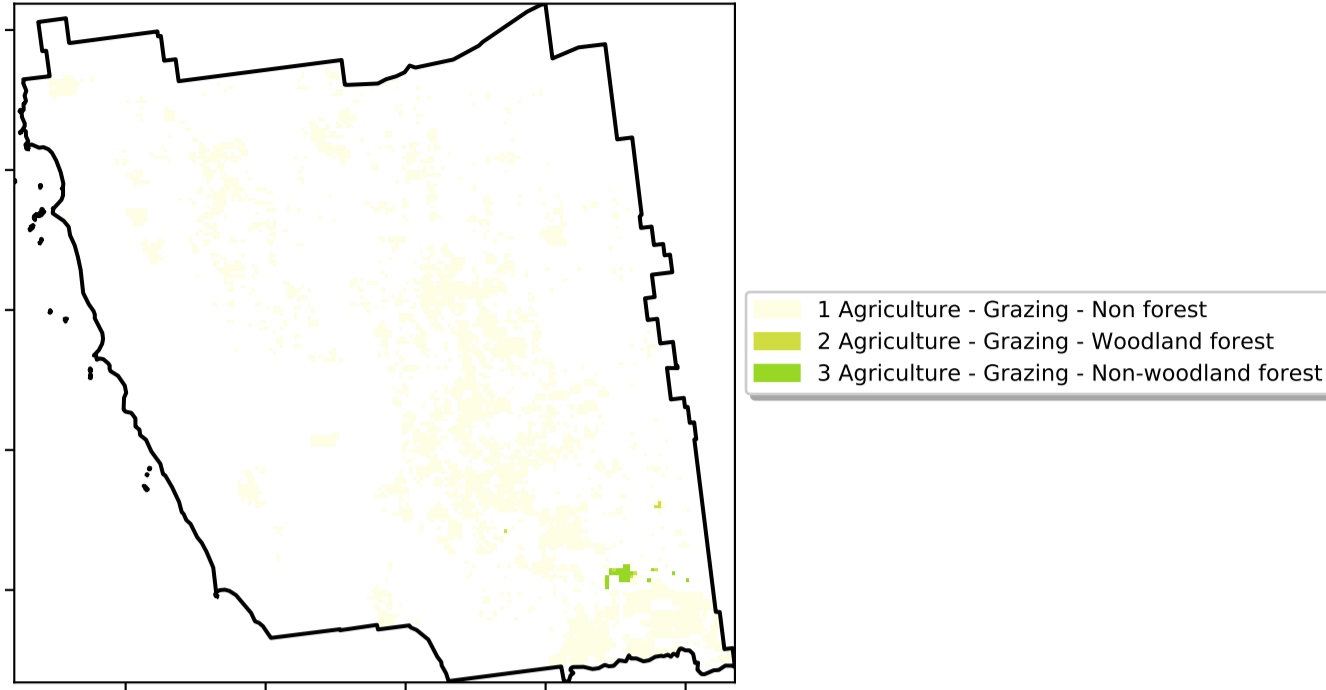 1 Agriculture - Grazing - Non forest
2 Agriculture - Grazing - Woodland forest
3 Agriculture - Grazing - Non-woodland forest